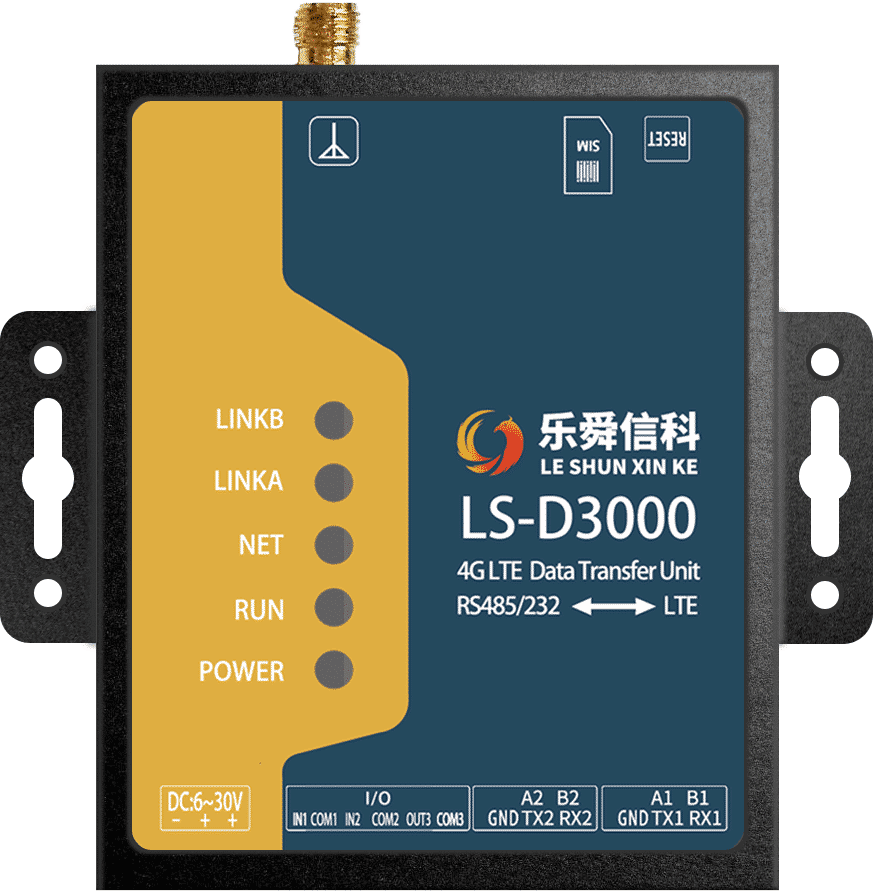 SIM
RESET
LINKB
LINKA
NET
RUN
POWER
乐舜信科
LE SHUN XIN KE
LS-D3000
4G LTE Data Transfer Unit
RS485/232 LTE
DC:6~30V
- + +
I/O
IN1 COM1 IN2 COM2 OUT3 COM3
A2 B2
GND TX2 RX2
A1 B1
GND TX1 RX1